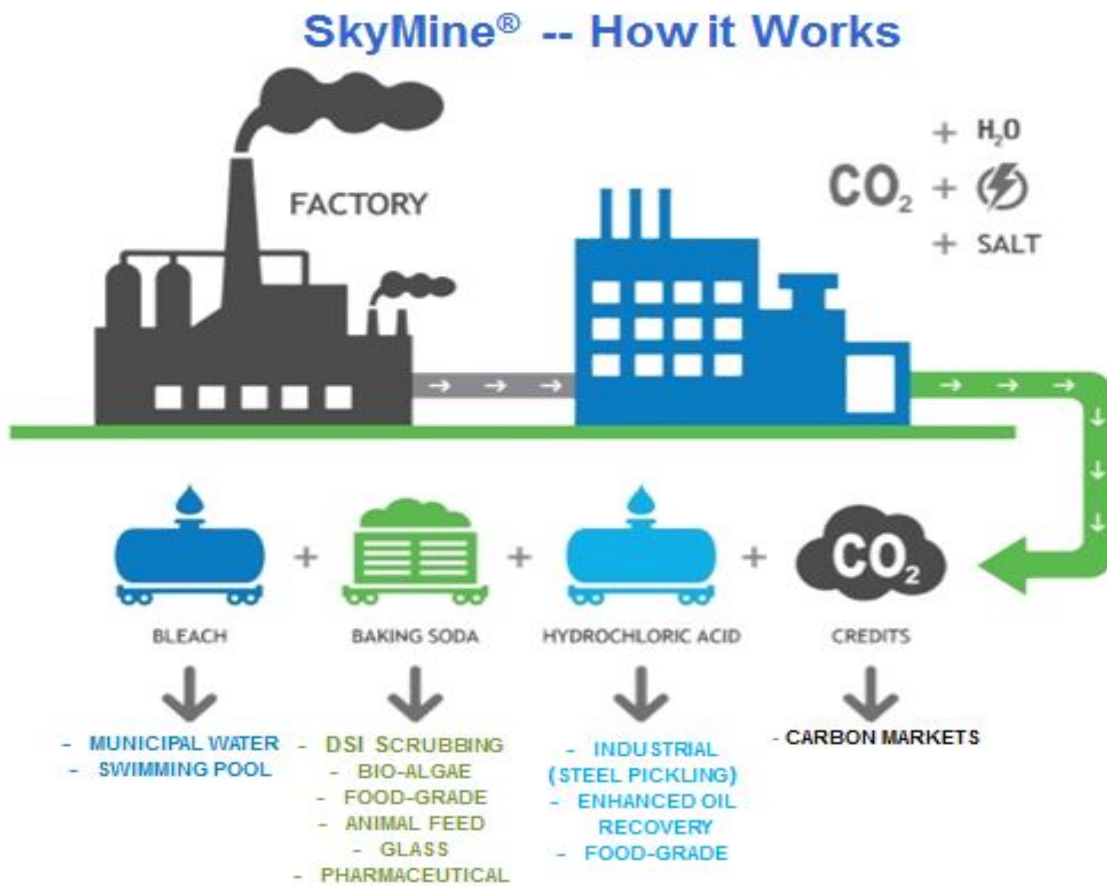 SkyMine® -- How it Works
FACTORY
+ H₂O
CO₂ +
+ SALT
+ + + CO₂
BLEACH BAKING SODA HYDROCHLORIC ACID CREDITS
- MUNICIPAL WATER
- SWIMMING POOL
- DSI SCRUBBING
- BIO-ALGAE
- FOOD-GRADE
- ANIMAL FEED
- GLASS
- PHARMACEUTICAL
- INDUSTRIAL
(STEEL PICKLING)
- ENHANCED OIL
RECOVERY
- FOOD-GRADE
- CARBON MARKETS